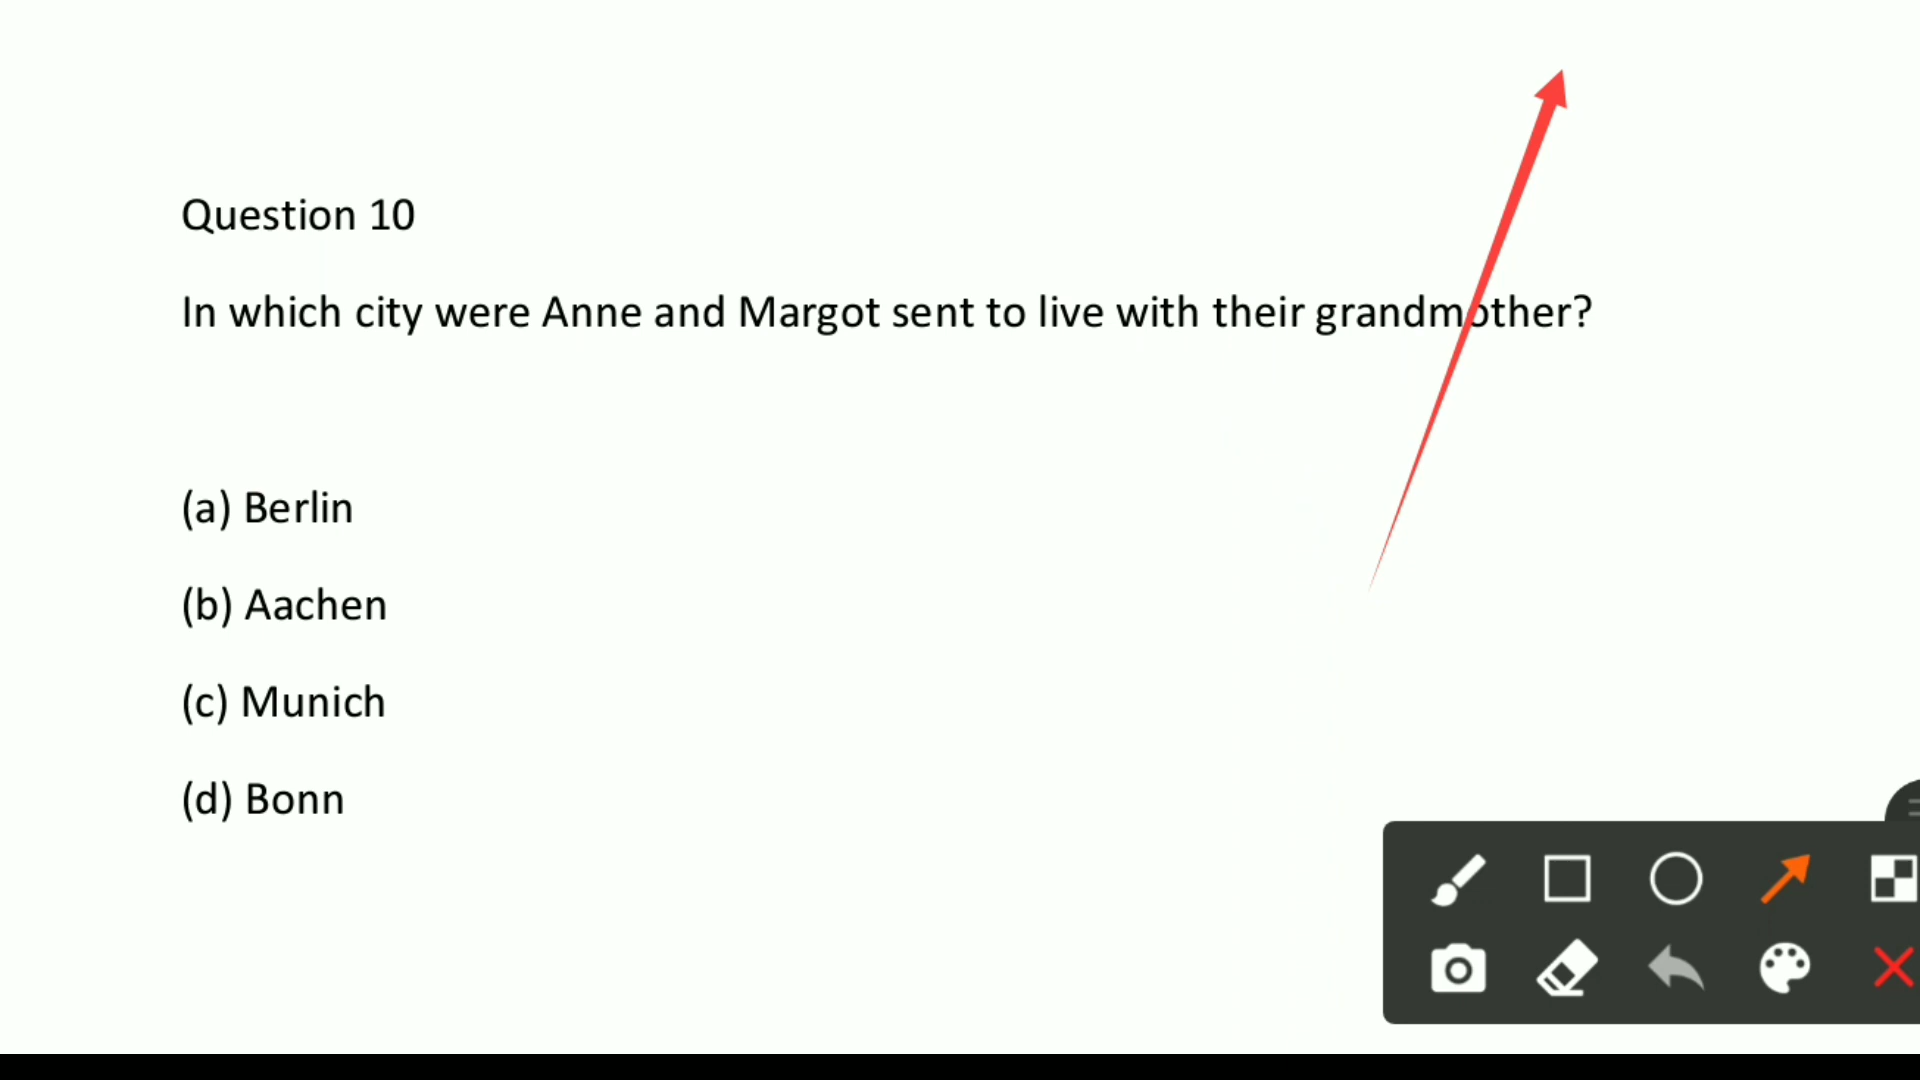 Question 10
In which city were Anne and Margot sent to live with their grandmother?
(a) Berlin
(b) Aachen
(c) Munich
(d) Bonn